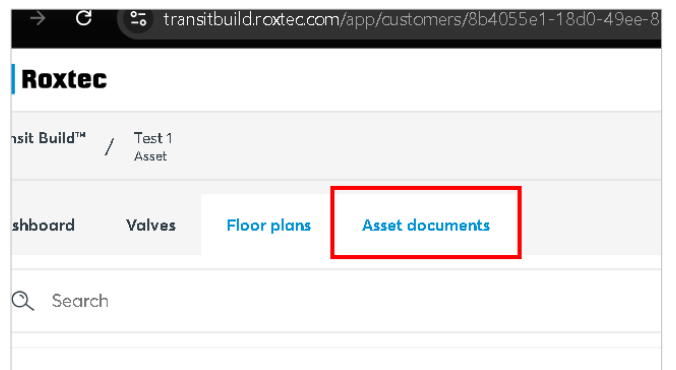 transitbuild.roxtec.com/app/customers/8b4055e1-18d0-49ee-8
Roxtec
nsit Build™ / Test 1
Asset
shboard Valves Floor plans Asset documents
Search